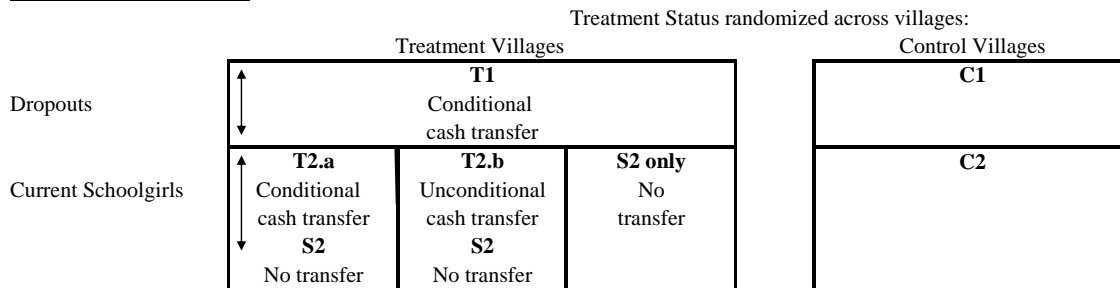 Treatment Status randomized across villages:
Treatment Villages Control Villages
T1 C1
Dropouts Conditional
cash transfer
T2.a T2.b S2 only C2
Current Schoolgirls Conditional Unconditional No
cash transfer cash transfer transfer
S2 S2
No transfer No transfer